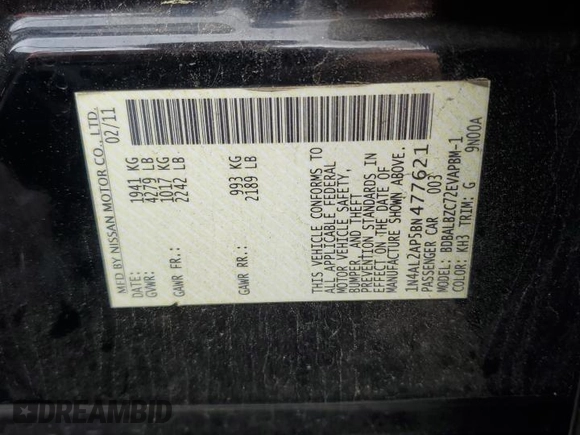 MFD BY NISSAN MOTOR CO., LTD.
DATE: 02/11
GVWR: 1941 KG
4279 LB
GAWR FR: 1017 KG
2242 LB
GAWR RR: 993 KG
2189 LB
THIS VEHICLE CONFORMS TO
ALL APPLICABLE FEDERAL
MOTOR VEHICLE SAFETY,
BUMPER, AND THEFT
PREVENTION STANDARDS IN
EFFECT ON THE DATE OF
MANUFACTURE SHOWN ABOVE.
1N4AL2AP5BN477621
PASSENGER CAR 003
MODEL: BDBALBZC72EVAPBM-1
COLOR: KH3 TRIM: G 9N00A
DREAMBID